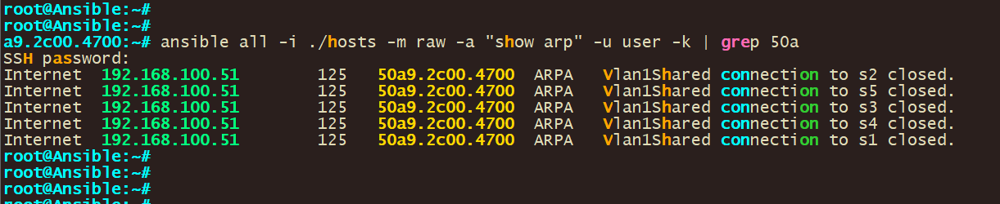 root@Ansible:~#
root@Ansible:~#
a9.2c00.4700:~# ansible all -i ./hosts -m raw -a "show arp" -u user -k | grep 50a
SSH password:
Internet  192.168.100.51        125   50a9.2c00.4700  ARPA   Vlan1Shared connection to s2 closed.
Internet  192.168.100.51        125   50a9.2c00.4700  ARPA   Vlan1Shared connection to s5 closed.
Internet  192.168.100.51        125   50a9.2c00.4700  ARPA   Vlan1Shared connection to s3 closed.
Internet  192.168.100.51        125   50a9.2c00.4700  ARPA   Vlan1Shared connection to s4 closed.
Internet  192.168.100.51        125   50a9.2c00.4700  ARPA   Vlan1Shared connection to s1 closed.
root@Ansible:~#
root@Ansible:~#
root@Ansible:~#
root@Ansible:~#